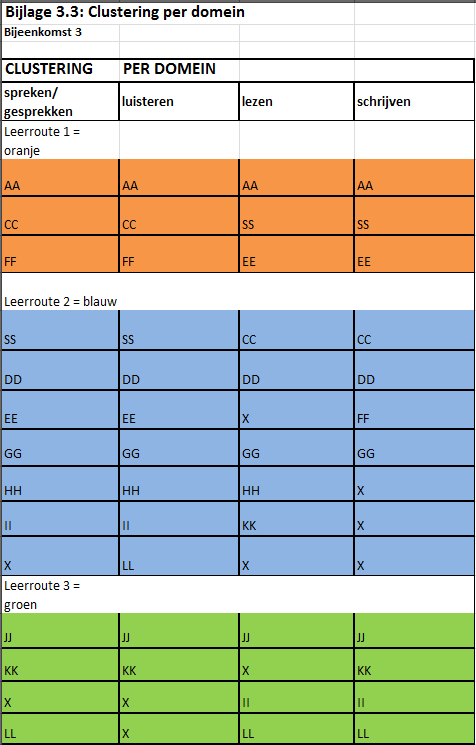 Bijlage 3.3: Clustering per domein
Bijeenkomst 3
CLUSTERING PER DOMEIN
spreken/ gesprekken luisteren lezen schrijven
Leerroute 1 = oranje
AA AA AA AA
CC CC SS SS
FF FF EE EE
Leerroute 2 = blauw
SS SS CC CC
DD DD DD DD
EE EE X FF
GG GG GG GG
HH HH HH X
II II KK X
X LL X X
Leerroute 3 = groen
JJ JJ JJ JJ
KK KK X KK
X X II II
LL X LL LL